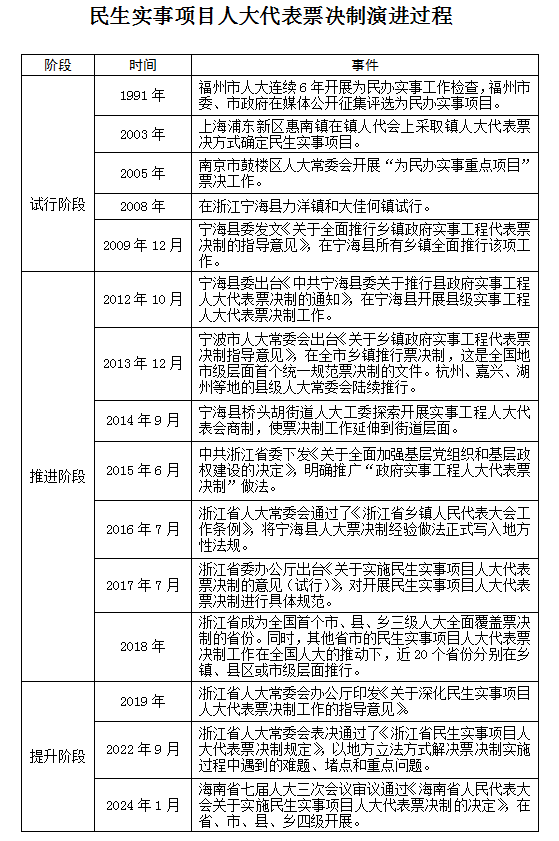 民生实事项目人大代表票决制演进过程
阶段 时间 事件
试行阶段
1991 年
福州市人大连续 6 年开展为民办实事工作检查，福州市
委、市政府在媒体公开征集评选为民办实事项目。
2003 年
上海浦东新区惠南镇在镇人代会上采取镇人大代表票
决方式确定民生实事项目。
2005 年
南京市鼓楼区人大常委会开展“为民办实事重点项目”
票决工作。
2008 年
在浙江宁海县力洋镇和大佳何镇试行。
2009 年 12 月
宁海县委发文《关于全面推行乡镇政府实事工程代表票
决制的指导意见》，在宁海县所有乡镇全面推行该项工
作。
推进阶段
2012 年 10 月
宁海县委出台《中共宁海县委关于推行县政府实事工程
人大代表票决制的通知》，在宁海县开展县级实事工程
人大代表票决制工作。
2013 年 12 月
宁波市人大常委会出台《关于乡镇政府实事工程代表票
决制指导意见》，在全市乡镇推行票决制，这是全国地
市级层面首个统一规范票决制的文件。杭州、嘉兴、湖
州等地的县级人大常委会陆续推行。
2014 年 9 月
宁海县桥头胡街道人大工委探索开展实事工程人大代
表会商制，使票决制工作延伸到街道层面。
2015 年 6 月
中共浙江省委下发《关于全面加强基层党组织和基层政
权建设的决定》，明确推广“政府实事工程人大代表票
决制”做法。
2016 年 7 月
浙江省人大常委会通过了《浙江省乡镇人民代表大会工
作条例》，将宁海县人大票决制经验做法正式写入地方
性法规。
2017 年 7 月
浙江省委办公厅出台《关于实施民生实事项目人大代表
票决制的意见（试行）》，对开展民生实事项目人大代表
票决制进行具体规范。
2018 年
浙江省成为全国首个市、县、乡三级人大全面覆盖票决
制的省份。同时，其他省市的民生实事项目人大代表票
决制工作在全国人大的推动下，近 20 个省份分别在乡
镇、县区或市级层面推行。
提升阶段
2019 年
浙江省人大常委会办公厅印发《关于深化民生实事项目
人大代表票决制工作的指导意见》。
2022 年 9 月
浙江省人大常委会表决通过了《浙江省民生实事项目人
大代表票决制规定》，以地方立法方式解决票决制实施
过程中遇到的难题、堵点和重点问题。
2024 年 1 月
海南省七届人大三次会议审议通过《海南省人民代表大
会关于实施民生实事项目人大代表票决制的决定》，在
省、市、县、乡四级开展。